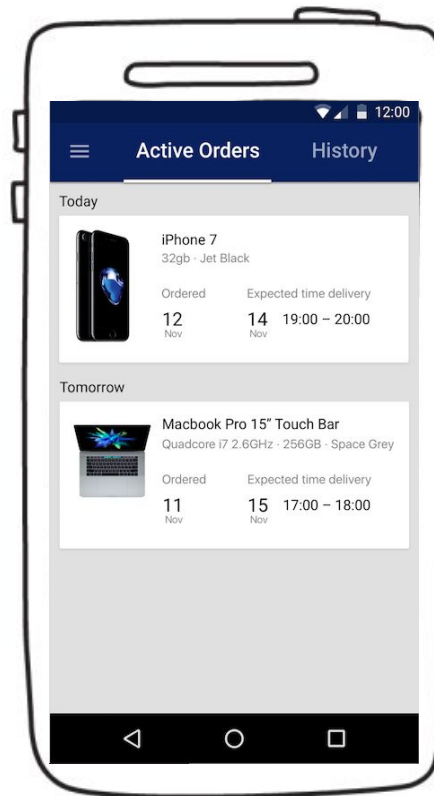 12:00
Active Orders History
Today
iPhone 7
32gb · Jet Black
Ordered Expected time delivery
12 14 19:00 – 20:00
Nov Nov
Tomorrow
Macbook Pro 15” Touch Bar
Quadcore i7 2.6GHz · 256GB · Space Grey
Ordered Expected time delivery
11 15 17:00 – 18:00
Nov Nov